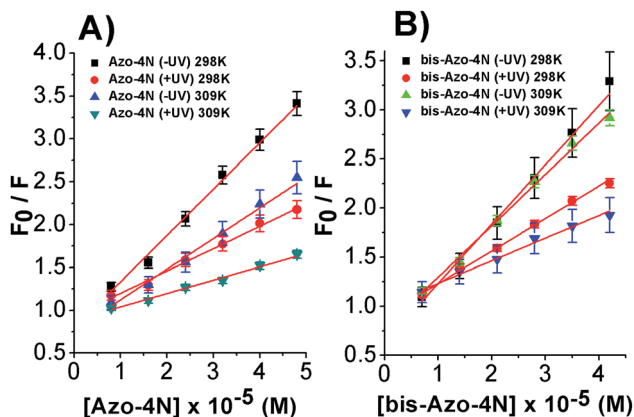 A)
Azo-4N (-UV) 298K
Azo-4N (+UV) 298K
Azo-4N (-UV) 309K
Azo-4N (+UV) 309K
F0 / F
4.0
3.5
3.0
2.5
2.0
1.5
1.0
0.5
0 1 2 3 4 5
[Azo-4N] x 10-5 (M)
B)
bis-Azo-4N (-UV) 298K
bis-Azo-4N (+UV) 298K
bis-Azo-4N (-UV) 309K
bis-Azo-4N (+UV) 309K
F0 / F
3.5
3.0
2.5
2.0
1.5
1.0
0.5
0 1 2 3 4
[bis-Azo-4N] x 10-5 (M)